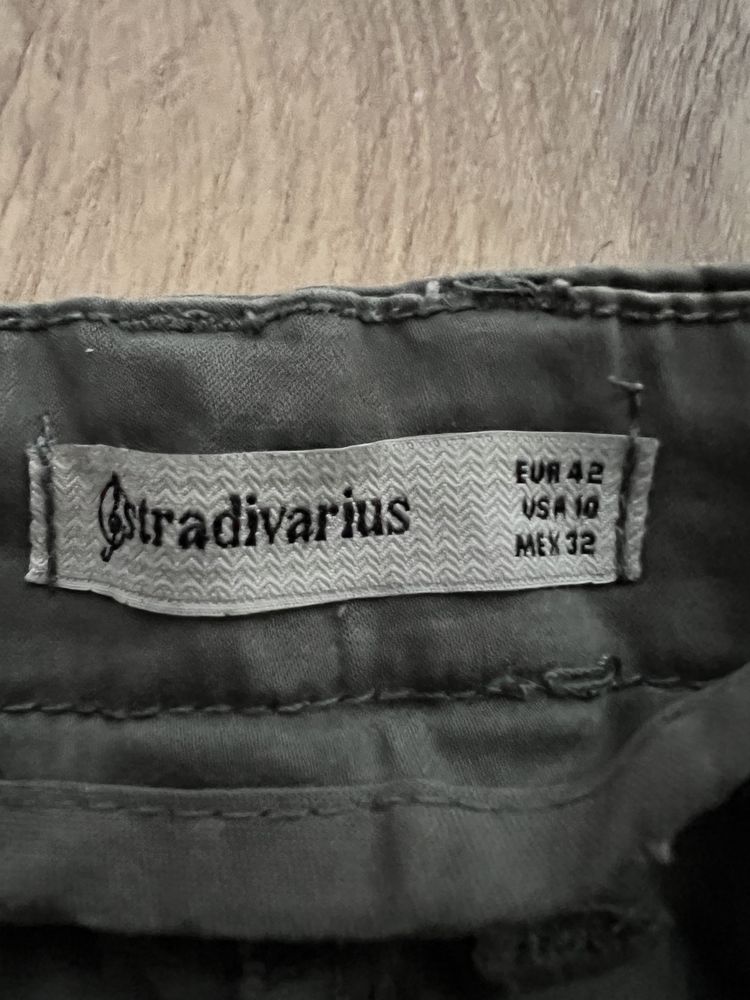 stradivarius
EUR 42
USA 10
MEX 32